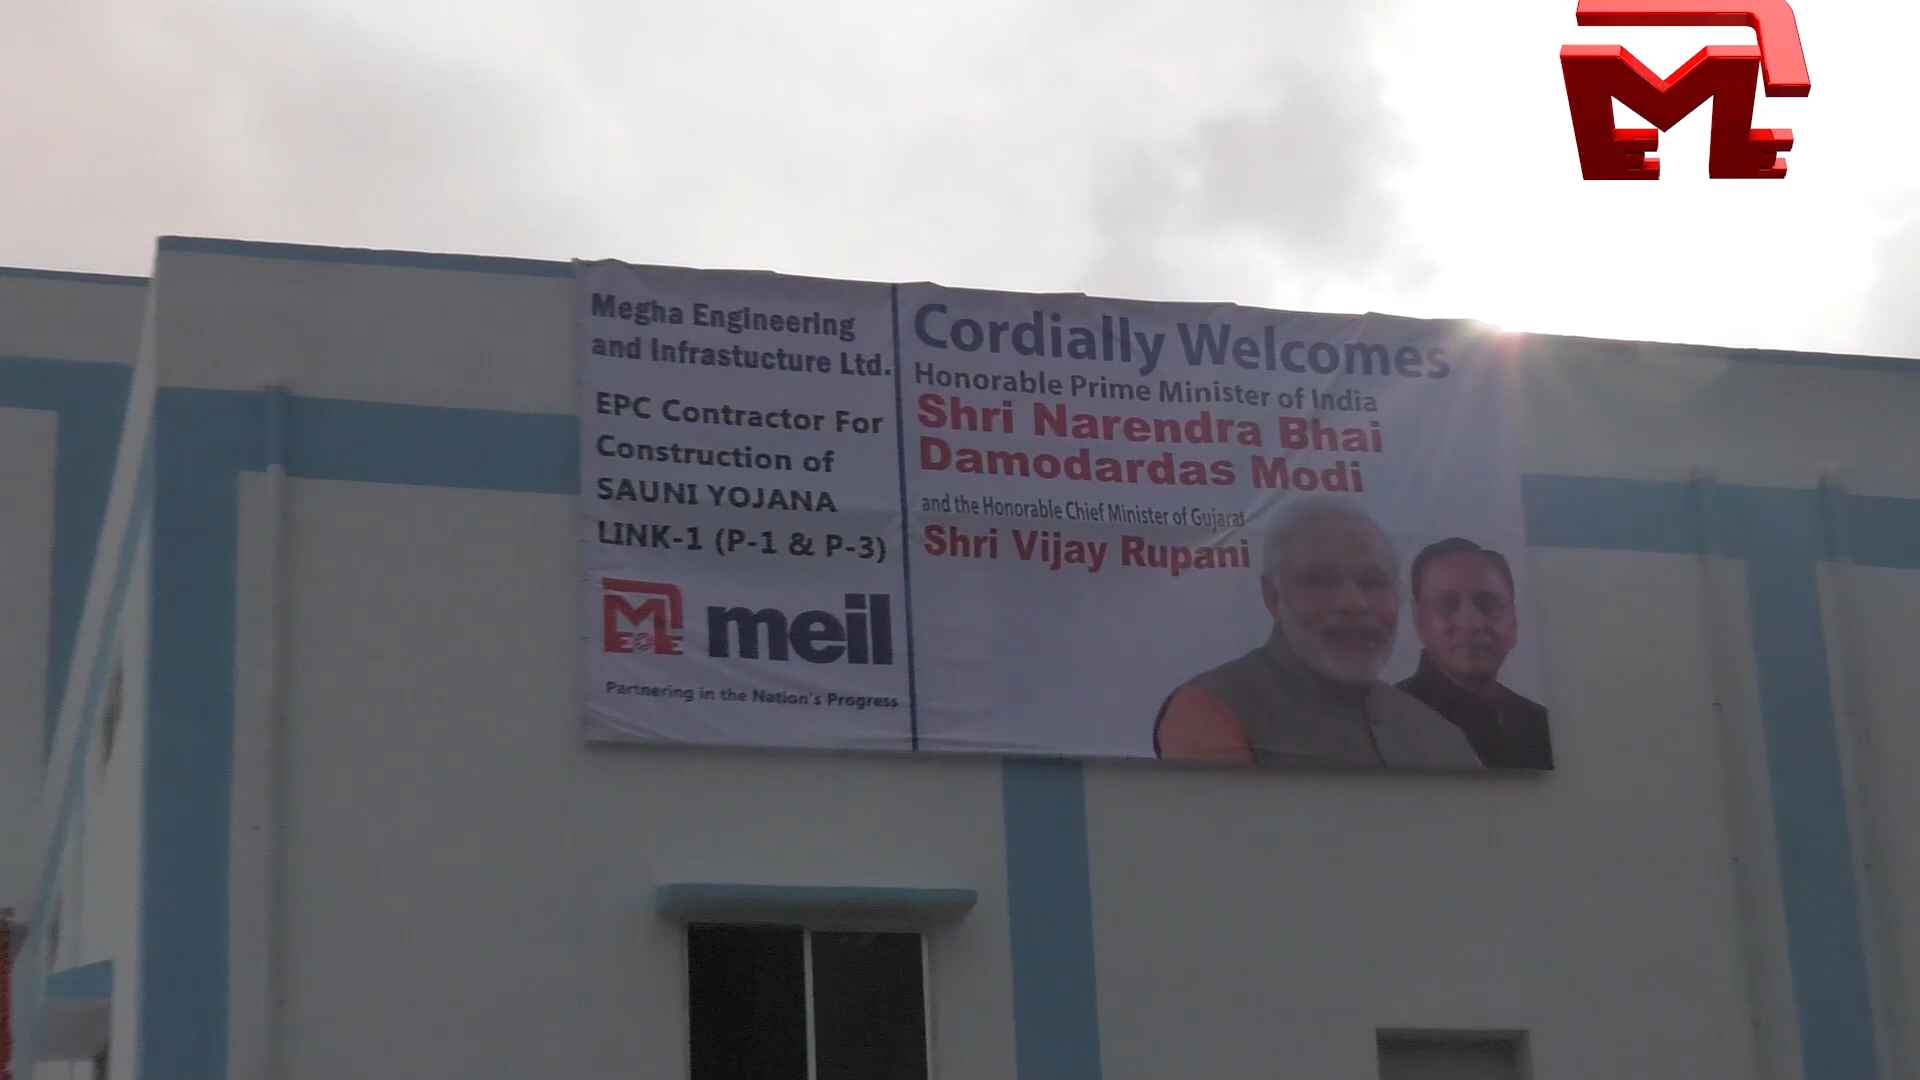 Megha Engineering
and Infrastucture Ltd.
EPC Contractor For
Construction of
SAUNI YOJANA
LINK-1 (P-1 & P-3)
meil
Partnering in the Nation's Progress
Cordially Welcomes
Honorable Prime Minister of India
Shri Narendra Bhai
Damodardas Modi
and the Honorable Chief Minister of Gujarat
Shri Vijay Rupani